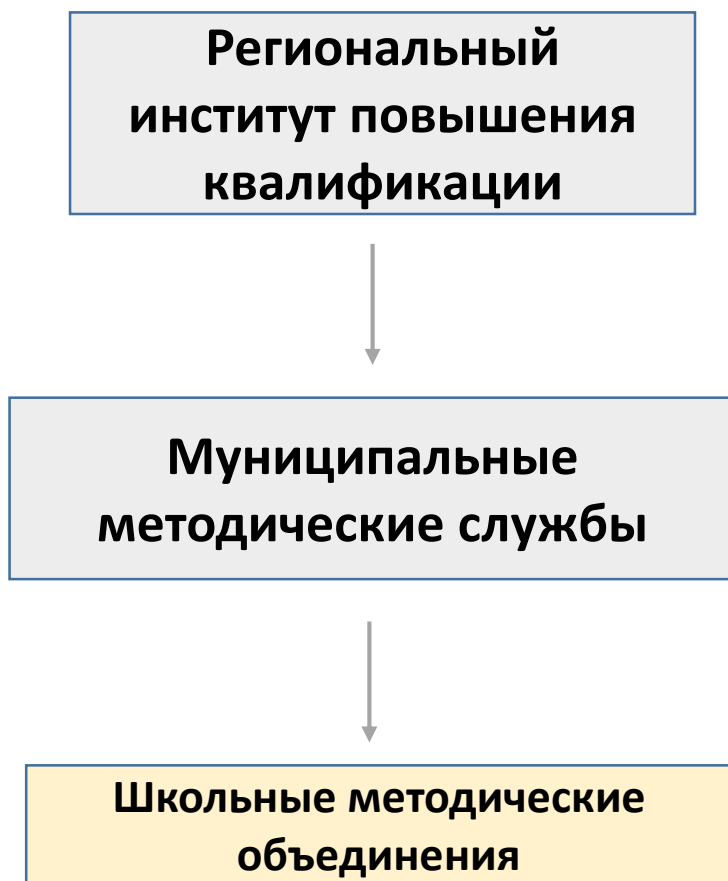 Региональный
институт повышения
квалификации
Муниципальные
методические службы
Школьные методические
объединения